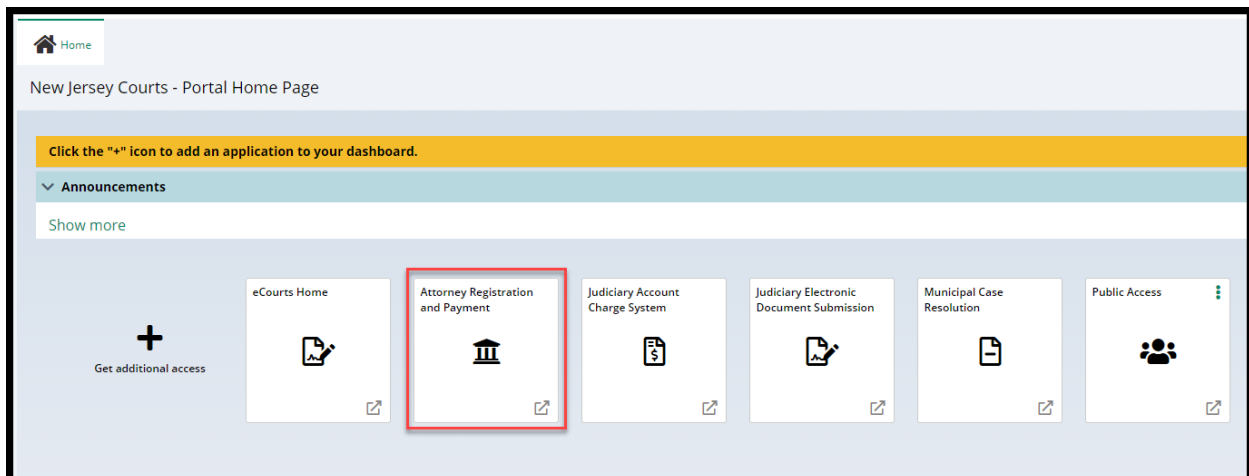 Home
New Jersey Courts - Portal Home Page
Click the "+" icon to add an application to your dashboard.
Announcements
Show more
Get additional access
eCourts Home
Attorney Registration
and Payment
Judiciary Account
Charge System
Judiciary Electronic
Document Submission
Municipal Case
Resolution
Public Access